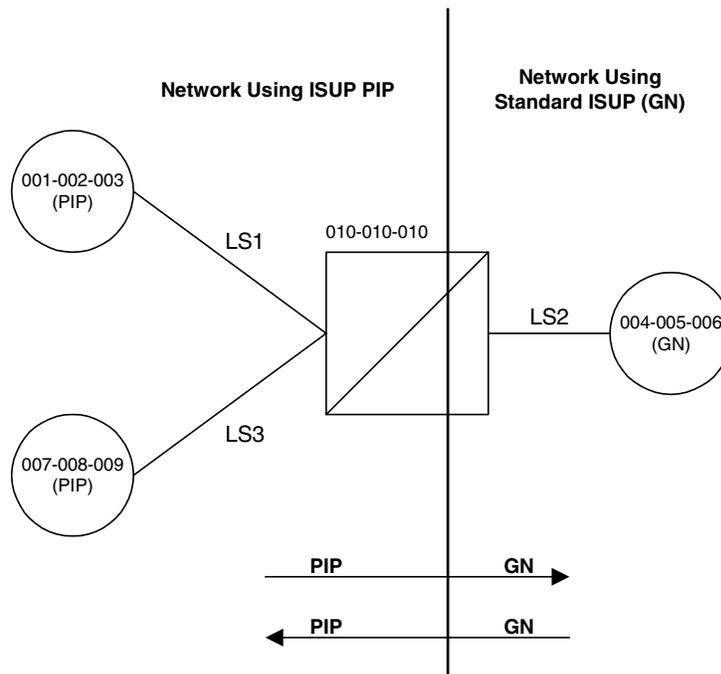 Network Using ISUP PIP
Network Using
Standard ISUP (GN)
001-002-003
(PIP)
LS1
010-010-010
LS2
004-005-006
(GN)
LS3
007-008-009
(PIP)
PIP GN
PIP GN